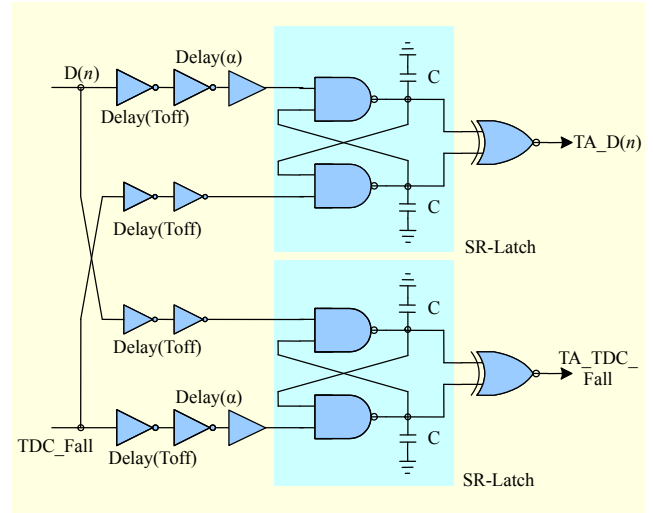 Delay(α)
D(n)
C
Delay(Toff)
TA_D(n)
C
Delay(Toff)
SR-Latch
C
Delay(Toff)
TA_TDC_
Fall
Delay(α)
TDC_Fall
C
Delay(Toff)
SR-Latch